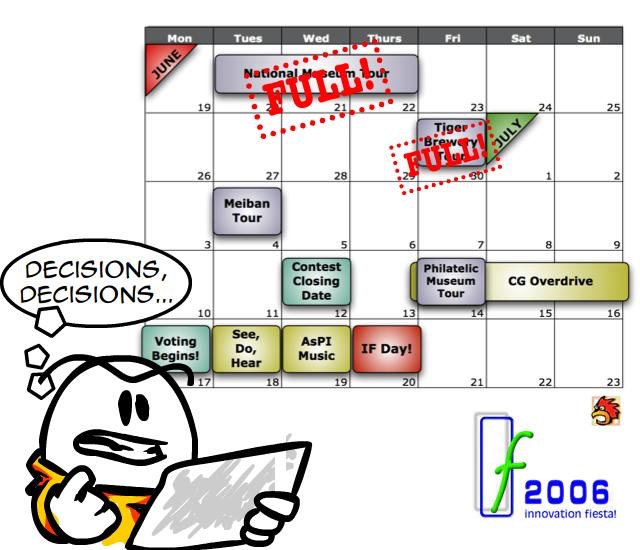 Mon Tues Wed Thurs Fri Sat Sun
JUNE
National Museum Tour
FULL!
19 20 21 22 23 24 25
Tiger
Brewery
Tour
FULL!
JULY
26 27 28 29 30 1 2
Meiban
Tour
3 4 5 6 7 8 9
Contest
Closing
Date
Philatelic
Museum
Tour
CG Overdrive
10 11 12 13 14 15 16
Voting
Begins!
See,
Do,
Hear
AsPI
Music
IF Day!
17 18 19 20 21 22 23
DECISIONS,
DECISIONS...
If
2006
innovation fiesta!